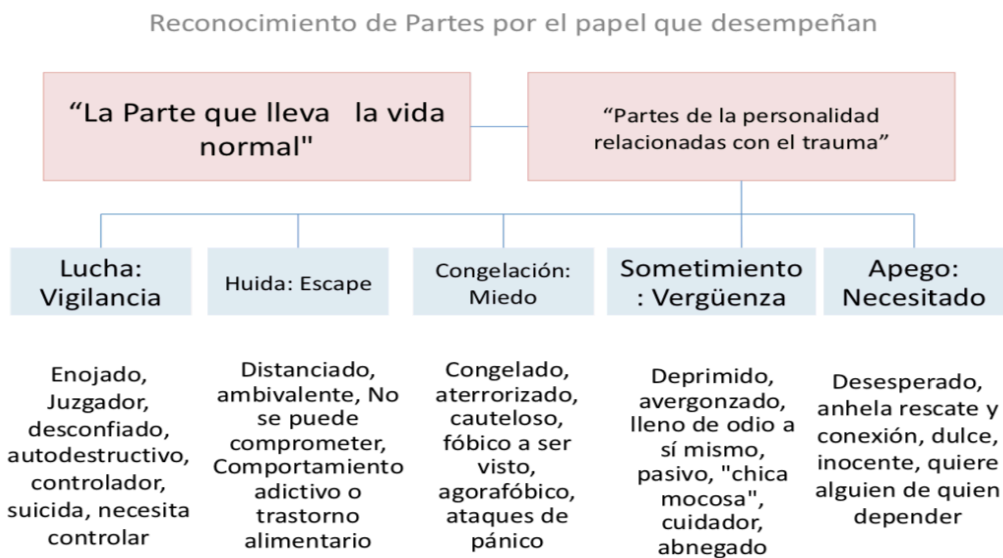 Reconocimiento de Partes por el papel que desempeñan
“La Parte que lleva la vida
normal"
“Partes de la personalidad
relacionadas con el trauma”
Lucha:
Vigilancia
Huida: Escape
Congelación:
Miedo
Sometimiento
: Vergüenza
Apego:
Necesitado
Enojado,
Juzgador,
desconfiado,
autodestructivo,
controlador,
suicida, necesita
controlar
Distanciado,
ambivalente, No
se puede
comprometer,
Comportamiento
adictivo o
trastorno
alimentario
Congelado,
aterrorizado,
cauteloso,
fóbico a ser
visto,
agorafóbico,
ataques de
pánico
Deprimido,
avergonzado,
lleno de odio a
sí mismo,
pasivo, "chica
mocosa",
cuidador,
abnegado
Desesperado,
anhela rescate y
conexión, dulce,
inocente, quiere
alguien de quien
depender